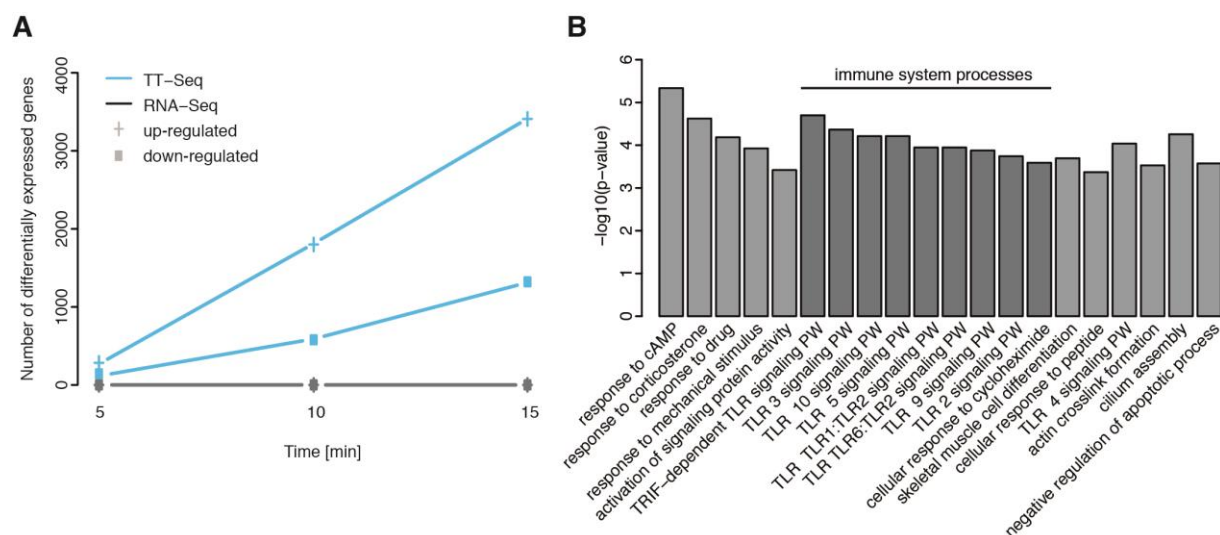 A
Number of differentially expressed genes
0
1000
2000
3000
4000
TT–Seq
RNA–Seq
up-regulated
down-regulated
5
10
15
Time [min]
B
–log10(p–value)
0
1
2
3
4
5
6
immune system processes
response to cAMP
response to corticosterone
response to drug
response to mechanical stimulus
activation of signaling protein activity
TRIF–dependent TLR signaling PW
TLR 3 signaling PW
TLR 10 signaling PW
TLR 5 signaling PW
TLR TLR1:TLR2 signaling PW
TLR TLR6:TLR2 signaling PW
TLR 9 signaling PW
TLR 2 signaling PW
cellular response to cycloheximide
skeletal muscle cell differentiation
cellular response to peptide
TLR 4 signaling PW
actin crosslink formation
cilium assembly
negative regulation of apoptotic process